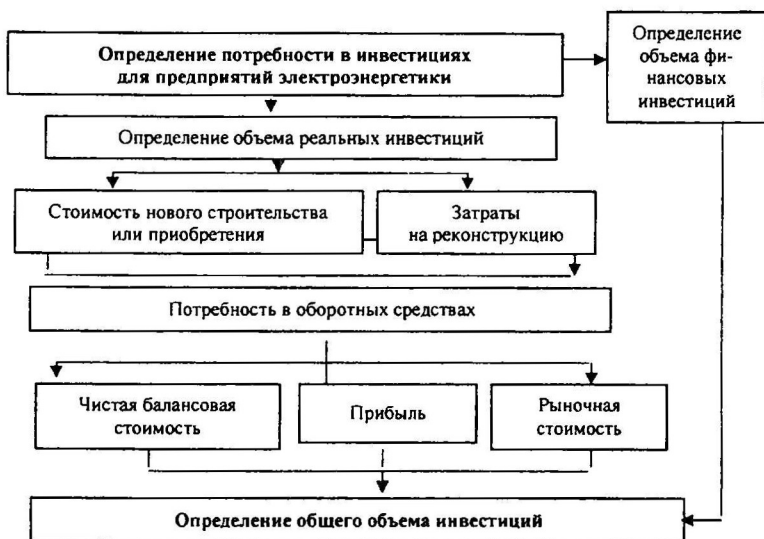 Определение потребности в инвестициях
для предприятий электроэнергетики
Определение
объема фи-
нансовых
инвестиций
Определение объема реальных инвестиций
Стоимость нового строительства
или приобретения
Затраты
на реконструкцию
Потребность в оборотных средствах
Чистая балансовая
стоимость
Прибыль
Рыночная
стоимость
Определение общего объема инвестиций